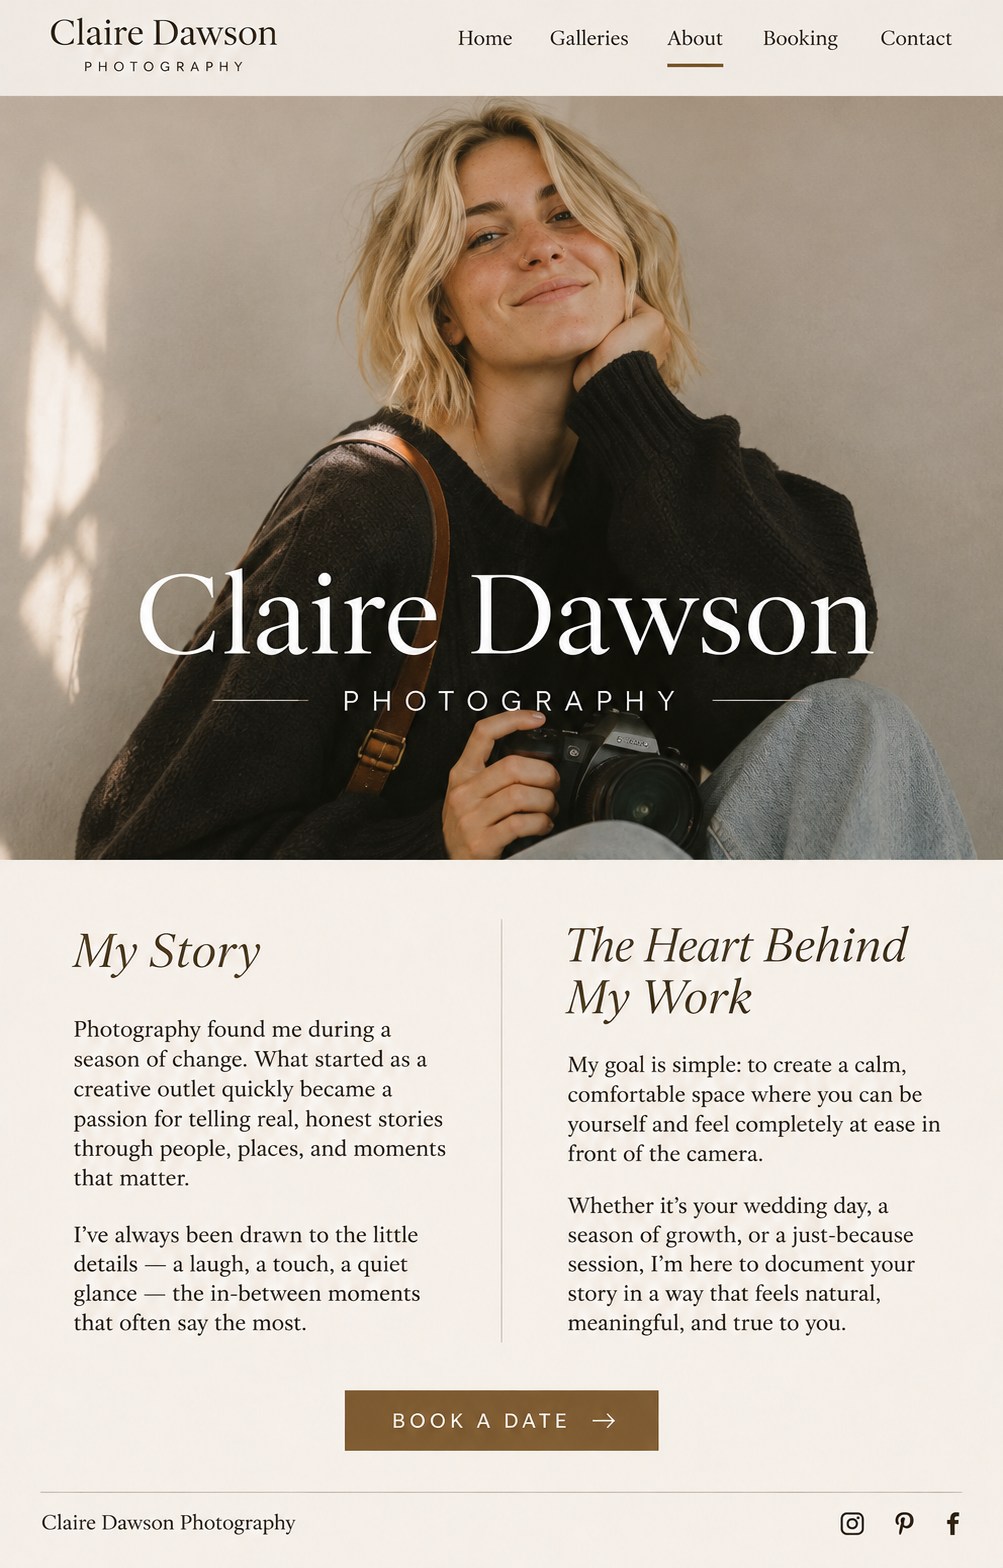 Claire Dawson
PHOTOGRAPHY
Home Galleries About Booking Contact
Claire Dawson
PHOTOGRAPHY
My Story
Photography found me during a
season of change. What started as a
creative outlet quickly became a
passion for telling real, honest stories
through people, places, and moments
that matter.
I’ve always been drawn to the little
details — a laugh, a touch, a quiet
glance — the in-between moments
that often say the most.
The Heart Behind
My Work
My goal is simple: to create a calm,
comfortable space where you can be
yourself and feel completely at ease in
front of the camera.
Whether it’s your wedding day, a
season of growth, or a just-because
session, I’m here to document your
story in a way that feels natural,
meaningful, and true to you.
BOOK A DATE →
Claire Dawson Photography